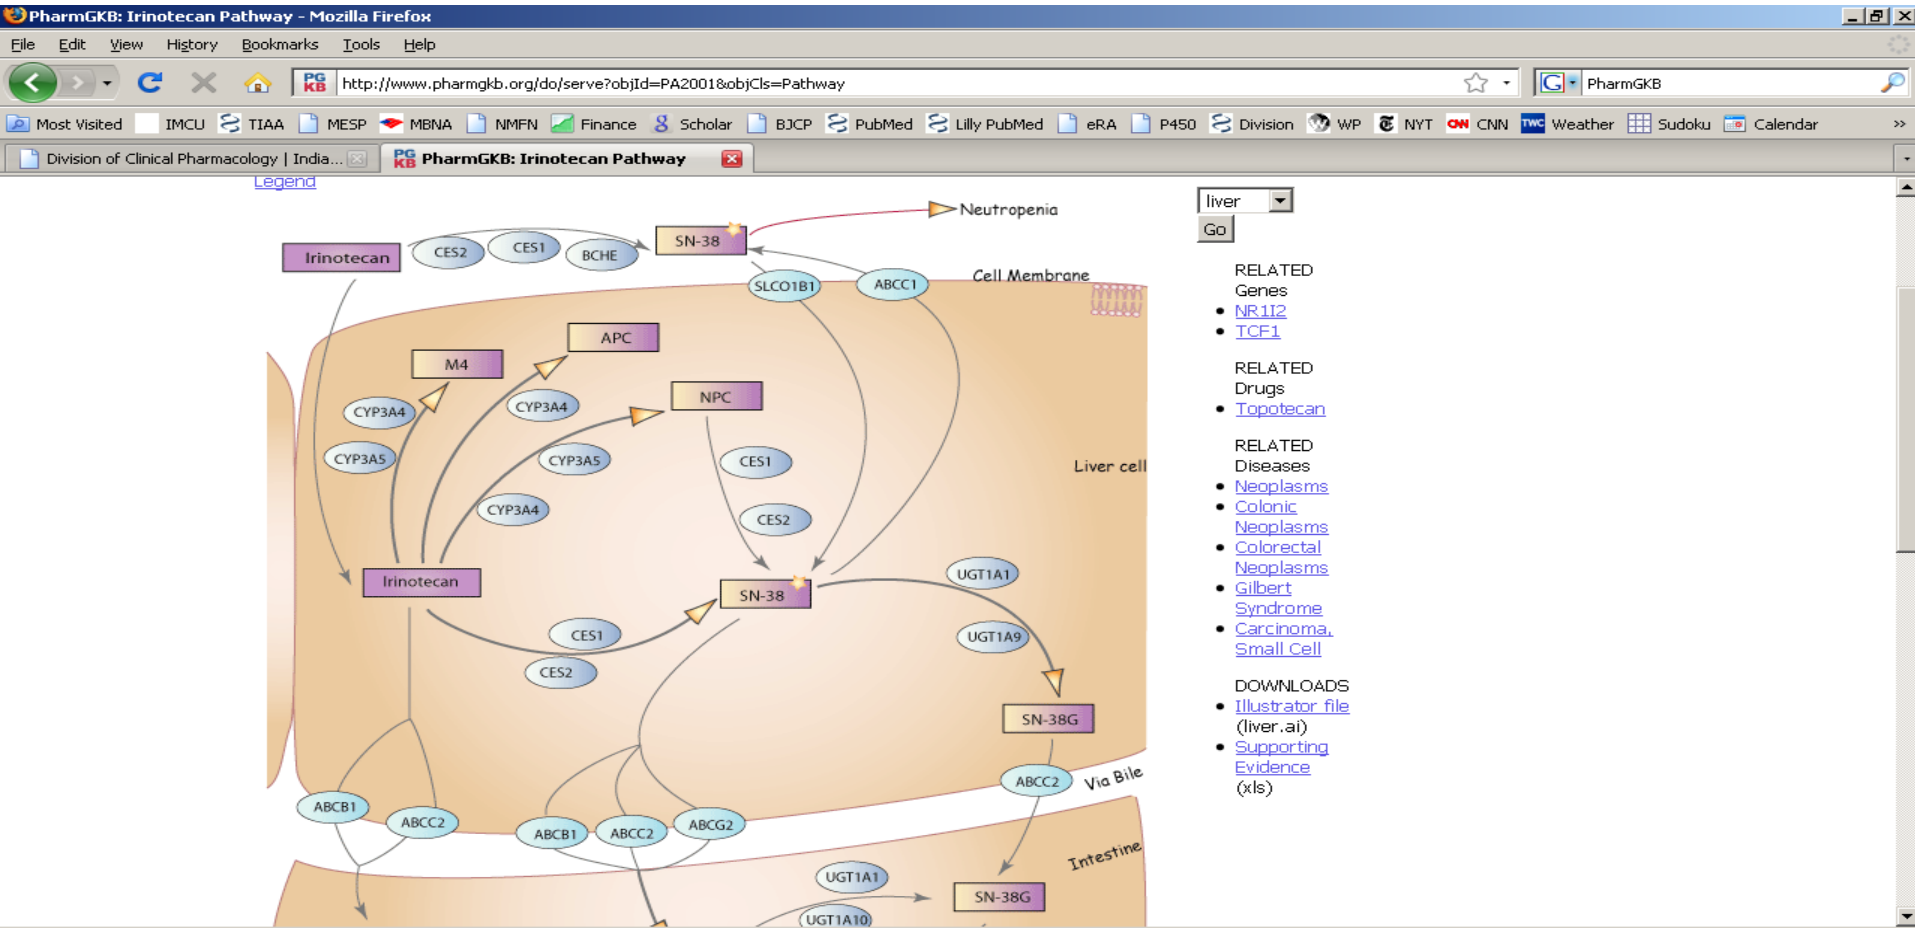 PharmGKB: Irinotecan Pathway - Mozilla Firefox
File Edit View History Bookmarks Tools Help
PG KB http://www.pharmgkb.org/do/serve?objId=PA2001&objCls=Pathway G PharmGKB
Most Visited IMCU TIAA MESP MBNA NMFN Finance 8 Scholar BJCP PubMed Lilly PubMed eRA P450 Division WP NYT CNN TWC Weather Sudoku Calendar »
Division of Clinical Pharmacology | India... PG KB PharmGKB: Irinotecan Pathway
Legend
liver
Go
Neutropenia
Irinotecan CES2 CES1 BCHE SN-38
Cell Membrane
SLCO1B1 ABCC1
APC
M4
NPC
CYP3A4 CYP3A4
CYP3A5 CYP3A5 CES1
Liver cell
CYP3A4 CES2
Irinotecan SN-38 UGT1A1
CES1 UGT1A9
CES2
SN-38G
ABCC2 Via Bile
ABCB1 ABCC2 ABCB1 ABCC2 ABCG2
Intestine
UGT1A1
SN-38G
UGT1A10
RELATED
Genes
NR1I2
TCF1
RELATED
Drugs
Topotecan
RELATED
Diseases
Neoplasms
Colonic
Neoplasms
Colorectal
Neoplasms
Gilbert
Syndrome
Carcinoma,
Small Cell
DOWNLOADS
Illustrator file
(liver.ai)
Supporting
Evidence
(xls)